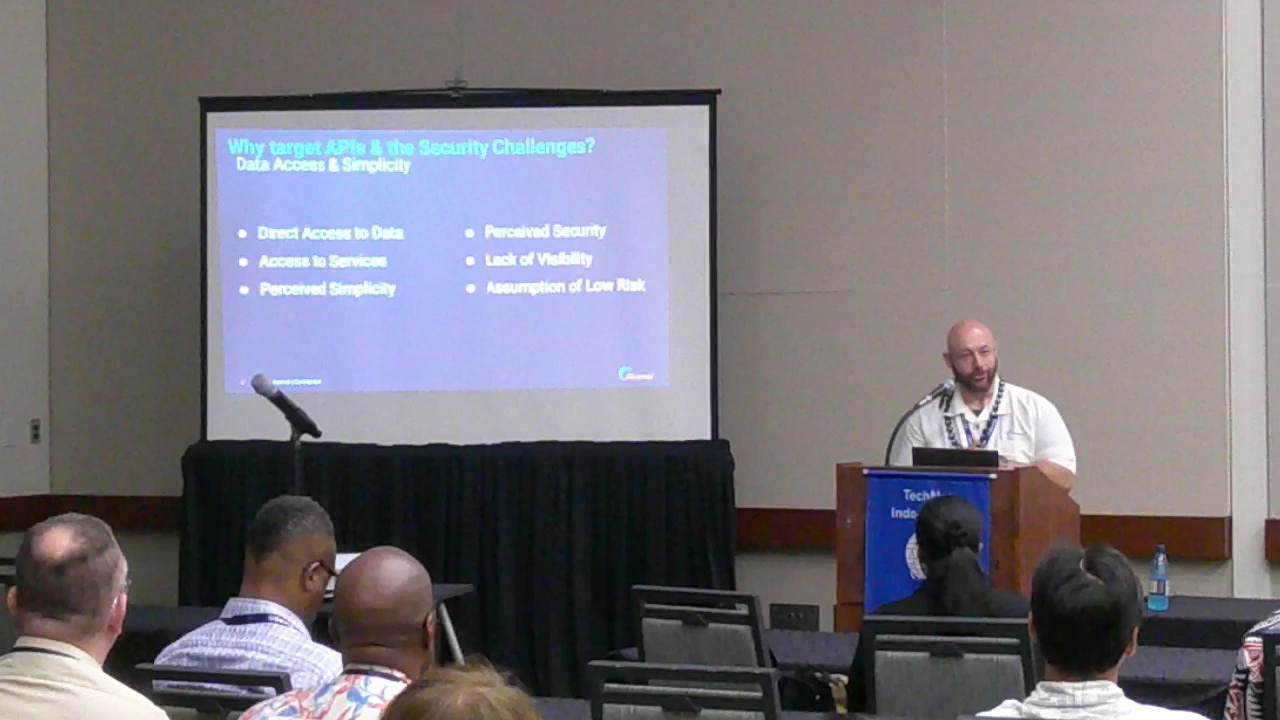 Why target APIs & the Security Challenges?
Data Access & Simplicity
Direct Access to Data
Access to Services
Perceived Simplicity
Perceived Security
Lack of Visibility
Assumption of Low Risk